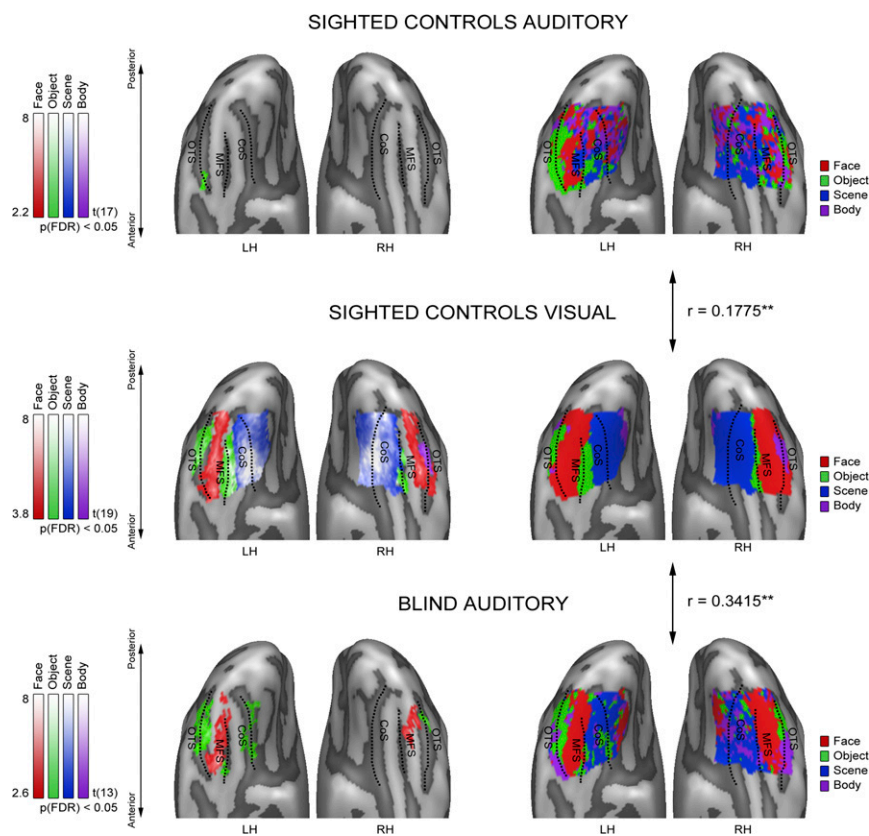 SIGHTED CONTROLS AUDITORY
Face
Object
Scene
Body
8
2.2
t(17)
p(FDR) < 0.05
Posterior
Anterior
OTS
MFS
CoS
LH
CoS
MFS
OTS
RH
OTS
MFS
CoS
LH
CoS
MFS
OTS
RH
Face
Object
Scene
Body
r = 0.1775**
SIGHTED CONTROLS VISUAL
Face
Object
Scene
Body
8
3.8
t(19)
p(FDR) < 0.05
Posterior
Anterior
OTS
MFS
CoS
LH
CoS
MFS
OTS
RH
OTS
MFS
CoS
LH
CoS
MFS
OTS
RH
Face
Object
Scene
Body
r = 0.3415**
BLIND AUDITORY
Face
Object
Scene
Body
8
2.6
t(13)
p(FDR) < 0.05
Posterior
Anterior
OTS
MFS
CoS
LH
CoS
MFS
OTS
RH
OTS
MFS
CoS
LH
CoS
MFS
OTS
RH
Face
Object
Scene
Body